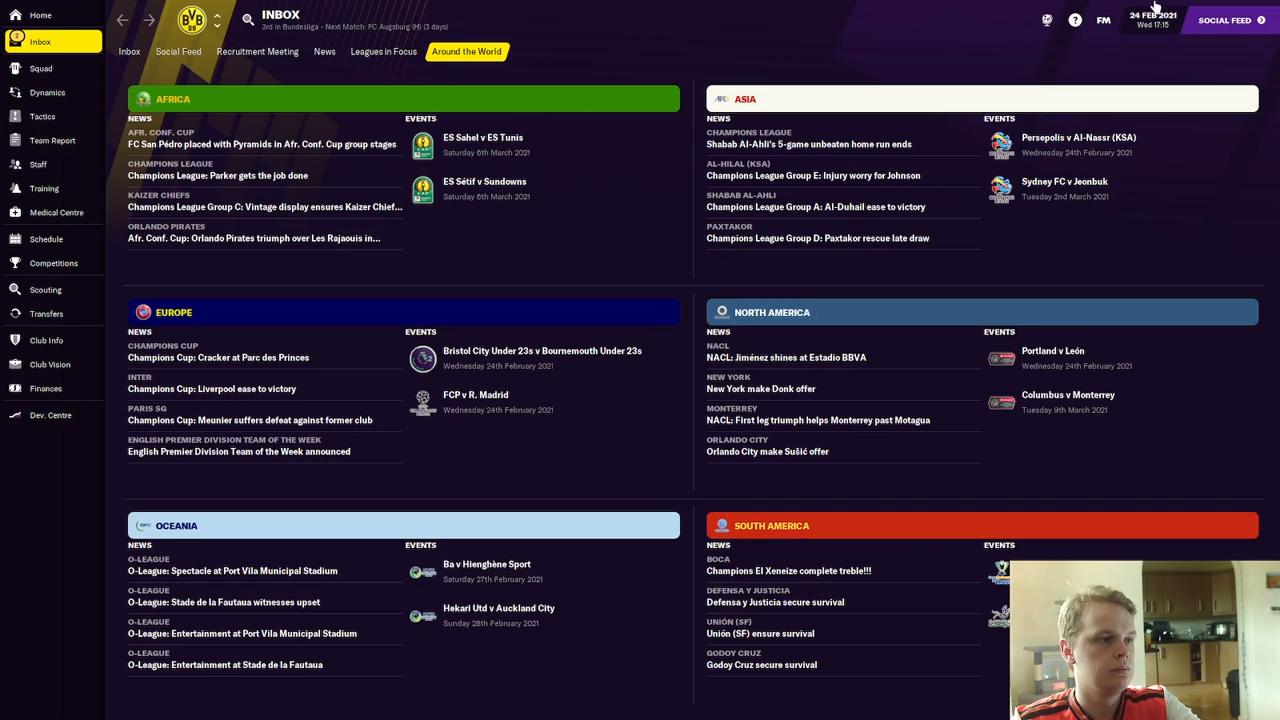 Home
2
Inbox
Squad
Dynamics
Tactics
Team Report
Staff
Training
Medical Centre
Schedule
Competitions
Scouting
Transfers
Club Info
Club Vision
Finances
Dev. Centre
BVB
09
INBOX
3rd in Bundesliga - Next Match: FC Augsburg (H) (3 days)
?
FM
24 FEB 2021
Wed 17:15
SOCIAL FEED
Inbox
Social Feed
Recruitment Meeting
News
Leagues in Focus
Around the World
AFRICA
NEWS
AFR. CONF. CUP
FC San Pédro placed with Pyramids in Afr. Conf. Cup group stages
CHAMPIONS LEAGUE
Champions League: Parker gets the job done
KAIZER CHIEFS
Champions League Group C: Vintage display ensures Kaizer Chief...
ORLANDO PIRATES
Afr. Conf. Cup: Orlando Pirates triumph over Les Rajaouis in...
EVENTS
ES Sahel v ES Tunis
Saturday 6th March 2021
ES Sétif v Sundowns
Saturday 6th March 2021
AFC
ASIA
NEWS
CHAMPIONS LEAGUE
Shabab Al-Ahli's 5-game unbeaten home run ends
AL-HILAL (KSA)
Champions League Group E: Injury worry for Johnson
SHABAB AL-AHLI
Champions League Group A: Al-Duhail ease to victory
PAXTAKOR
Champions League Group D: Paxtakor rescue late draw
EVENTS
Persepolis v Al-Nassr (KSA)
Wednesday 24th February 2021
Sydney FC v Jeonbuk
Tuesday 2nd March 2021
EUROPE
NEWS
CHAMPIONS CUP
Champions Cup: Cracker at Parc des Princes
INTER
Champions Cup: Liverpool ease to victory
PARIS SG
Champions Cup: Meunier suffers defeat against former club
ENGLISH PREMIER DIVISION TEAM OF THE WEEK
English Premier Division Team of the Week announced
EVENTS
Bristol City Under 23s v Bournemouth Under 23s
Wednesday 24th February 2021
FCP v R. Madrid
Wednesday 24th February 2021
NORTH AMERICA
NEWS
NACL
NACL: Jiménez shines at Estadio BBVA
NEW YORK
New York make Donk offer
MONTERREY
NACL: First leg triumph helps Monterrey past Motagua
ORLANDO CITY
Orlando City make Sušić offer
EVENTS
Portland v León
Wednesday 24th February 2021
Columbus v Monterrey
Tuesday 9th March 2021
OCEANIA
NEWS
O-LEAGUE
O-League: Spectacle at Port Vila Municipal Stadium
O-LEAGUE
O-League: Stade de la Fautaua witnesses upset
O-LEAGUE
O-League: Entertainment at Port Vila Municipal Stadium
O-LEAGUE
O-League: Entertainment at Stade de la Fautaua
EVENTS
Ba v Hienghène Sport
Saturday 27th February 2021
Hekari Utd v Auckland City
Sunday 28th February 2021
SOUTH AMERICA
NEWS
BOCA
Champions El Xeneize complete treble!!!
DEFENSA Y JUSTICIA
Defensa y Justicia secure survival
UNIÓN (SF)
Unión (SF) ensure survival
GODOY CRUZ
Godoy Cruz secure survival
EVENTS